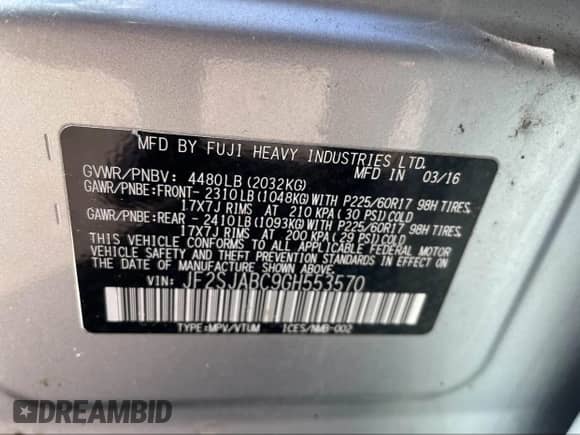 MFD BY FUJI HEAVY INDUSTRIES LTD.
GVWR/PNBV: 4480LB(2032KG) MFD IN 03/16
GAWR/PNBE:FRONT- 2310LB(1048KG)WITH P225/60R17 98H TIRES,
17X7J RIMS AT 210 KPA(30 PSI)COLD
GAWR/PNBE:REAR -2410LB(1093KG)WITH P225/60R17 98H TIRES,
17X7J RIMS AT 200 KPA(29 PSI)COLD
THIS VEHICLE CONFORMS TO ALL APPLICABLE FEDERAL MOTOR
VEHICLE SAFETY AND THEFT PREVENTION STANDARDS IN EFFECT
ON THE DATE OF MANUFACTURE SHOWN ABOVE.
VIN: JF2SJABC9GH553570
TYPE:MPV/VTUM ICES/NMB-002
DREAMBID